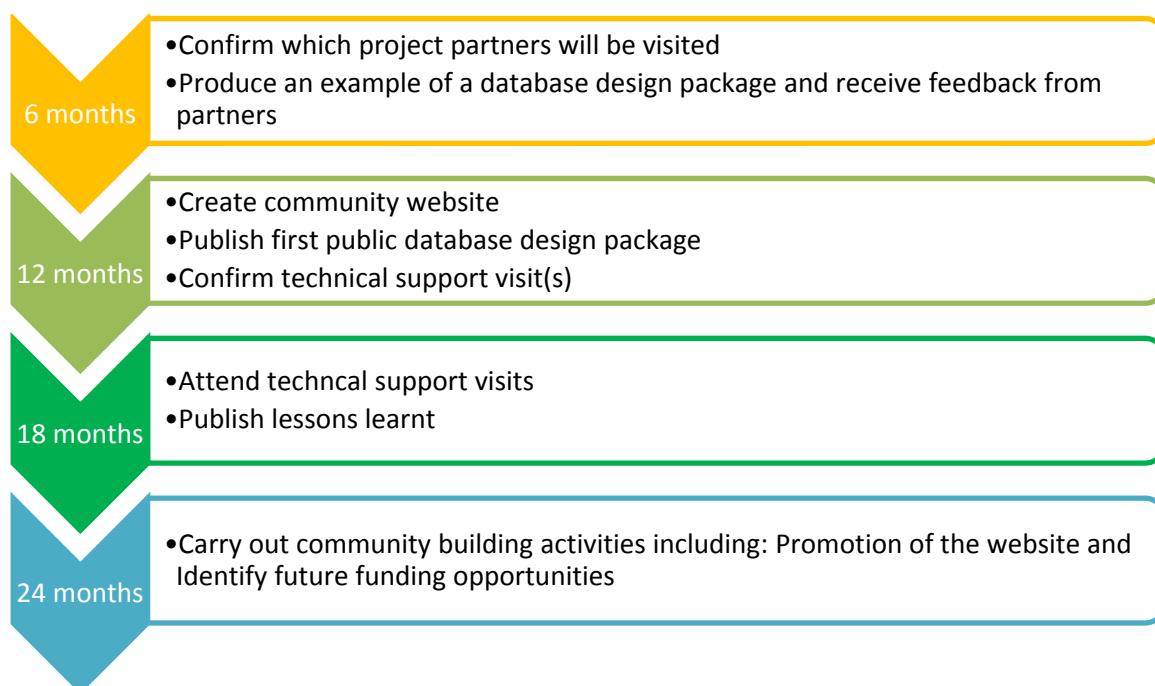 6 months
•Confirm which project partners will be visited
•Produce an example of a database design package and receive feedback from
partners
12 months
•Create community website
•Publish first public database design package
•Confirm technical support visit(s)
18 months
•Attend techncal support visits
•Publish lessons learnt
24 months
•Carry out community building activities including: Promotion of the website and
Identify future funding opportunities